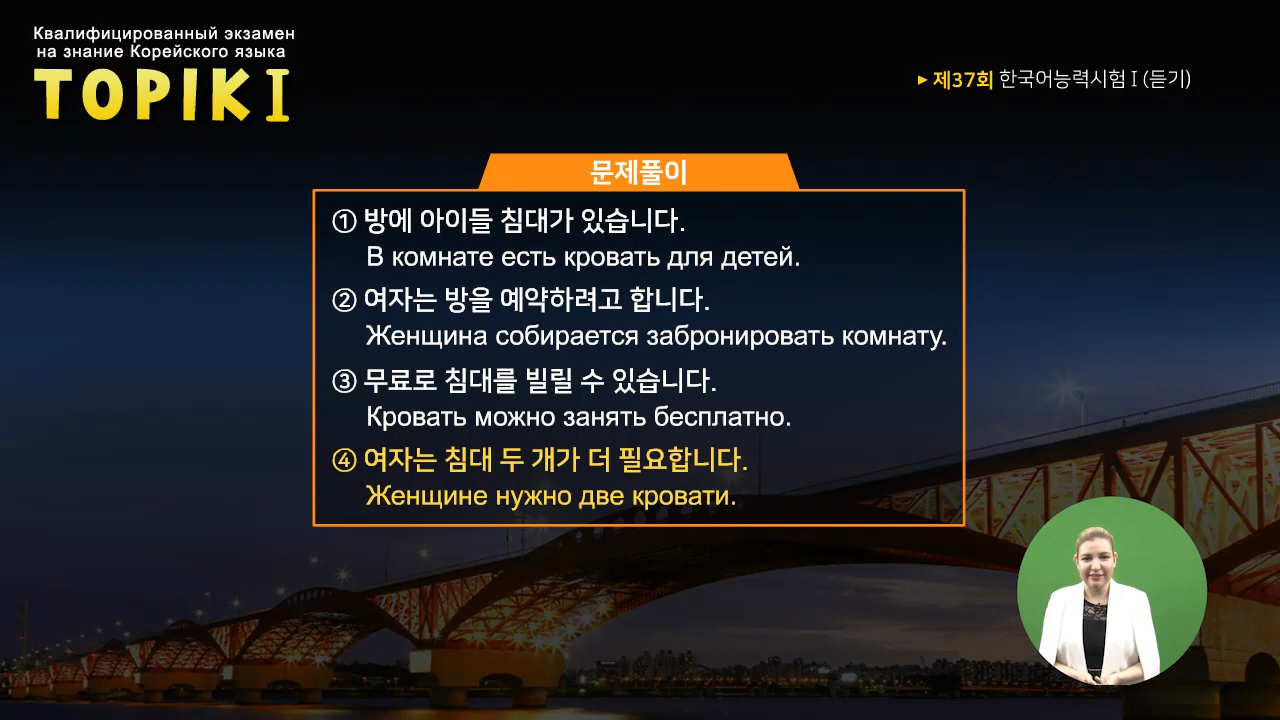 Квалифицированный экзамен
на знание Корейского языка
TOPIK I
▸ 제37회 한국어능력시험 I (듣기)
문제풀이
① 방에 아이들 침대가 있습니다.
В комнате есть кровать для детей.
② 여자는 방을 예약하려고 합니다.
Женщина собирается забронировать комнату.
③ 무료로 침대를 빌릴 수 있습니다.
Кровать можно занять бесплатно.
④ 여자는 침대 두 개가 더 필요합니다.
Женщине нужно две кровати.